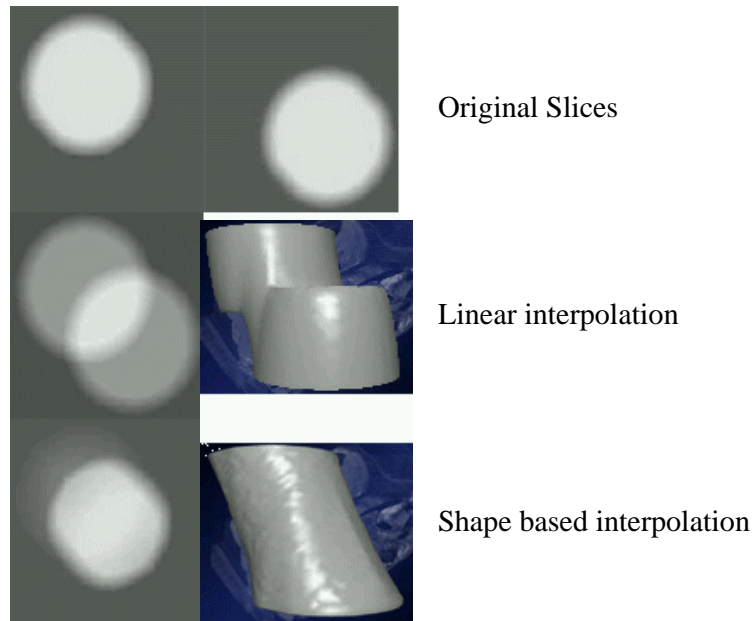 Original Slices
Linear interpolation
Shape based interpolation